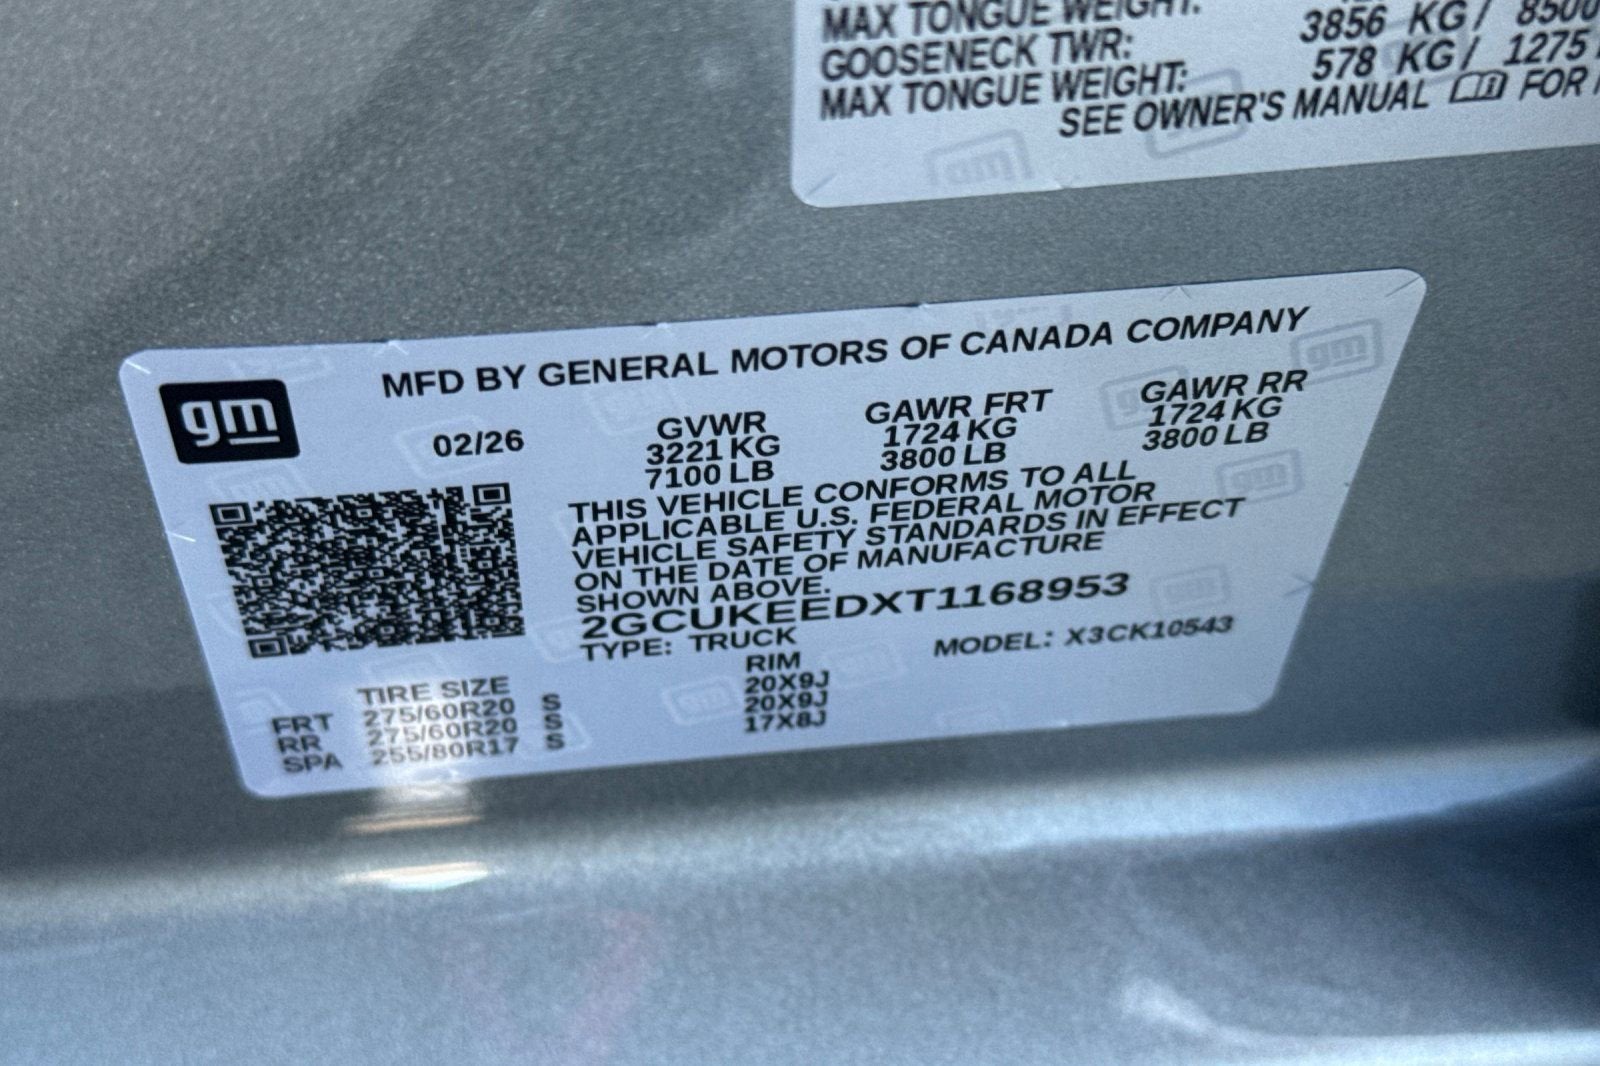 MAX TONGUE WEIGHT:
GOOSENECK TWR: 3856 KG / 8500
MAX TONGUE WEIGHT: 578 KG / 1275
SEE OWNER'S MANUAL FOR
gm
MFD BY GENERAL MOTORS OF CANADA COMPANY
02/26
GVWR GAWR FRT GAWR RR
3221 KG 1724 KG 1724 KG
7100 LB 3800 LB 3800 LB
THIS VEHICLE CONFORMS TO ALL
APPLICABLE U.S. FEDERAL MOTOR
VEHICLE SAFETY STANDARDS IN EFFECT
ON THE DATE OF MANUFACTURE
SHOWN ABOVE.
2GCUKEEDXT1168953
TYPE: TRUCK MODEL: X3CK10543
TIRE SIZE RIM
FRT 275/60R20 S 20X9J
RR 275/60R20 S 20X9J
SPA 255/80R17 S 17X8J